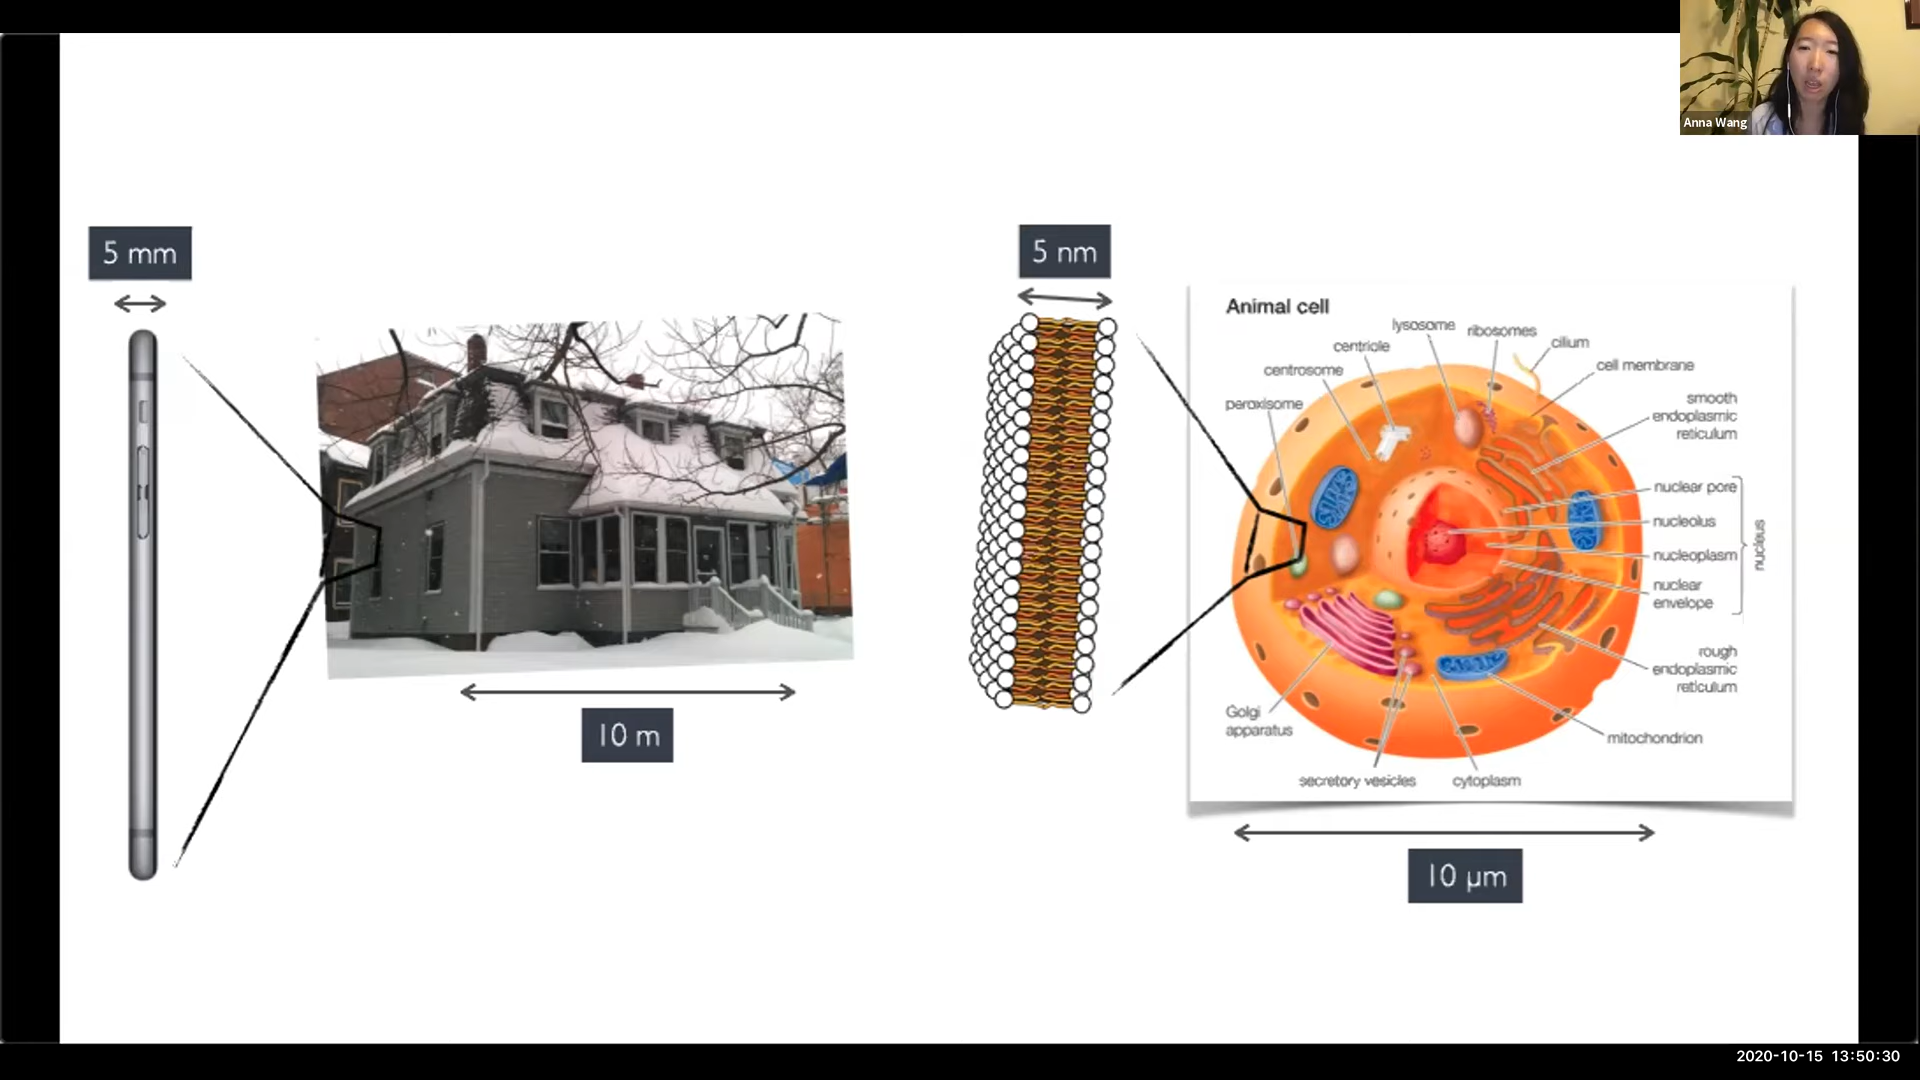 Anna Wang
5 mm
10 m
5 nm
Animal cell
lysosome
ribosomes
cilium
centriole
cell membrane
centrosome
peroxisome
smooth
endoplasmic
reticulum
nuclear pore
nucleolus
nucleoplasm
nuclear
envelope
nucleus
rough
endoplasmic
reticulum
Golgi
apparatus
mitochondrion
secretory vesicles
cytoplasm
10 μm
2020-10-15 13:50:30